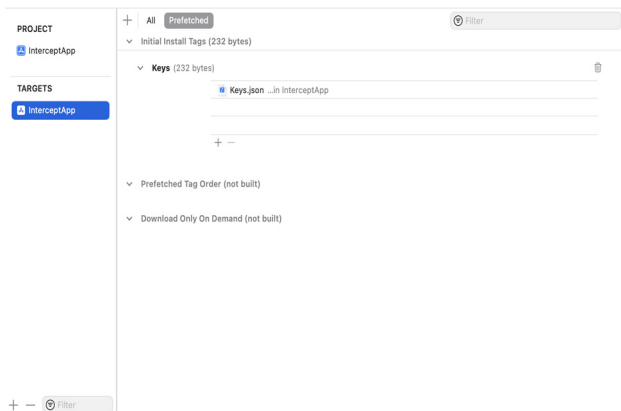 PROJECT
InterceptApp
TARGETS
InterceptApp
Filter
All Prefetched Filter
Initial Install Tags (232 bytes)
Keys (232 bytes)
Keys.json ...in InterceptApp
Prefetched Tag Order (not built)
Download Only On Demand (not built)